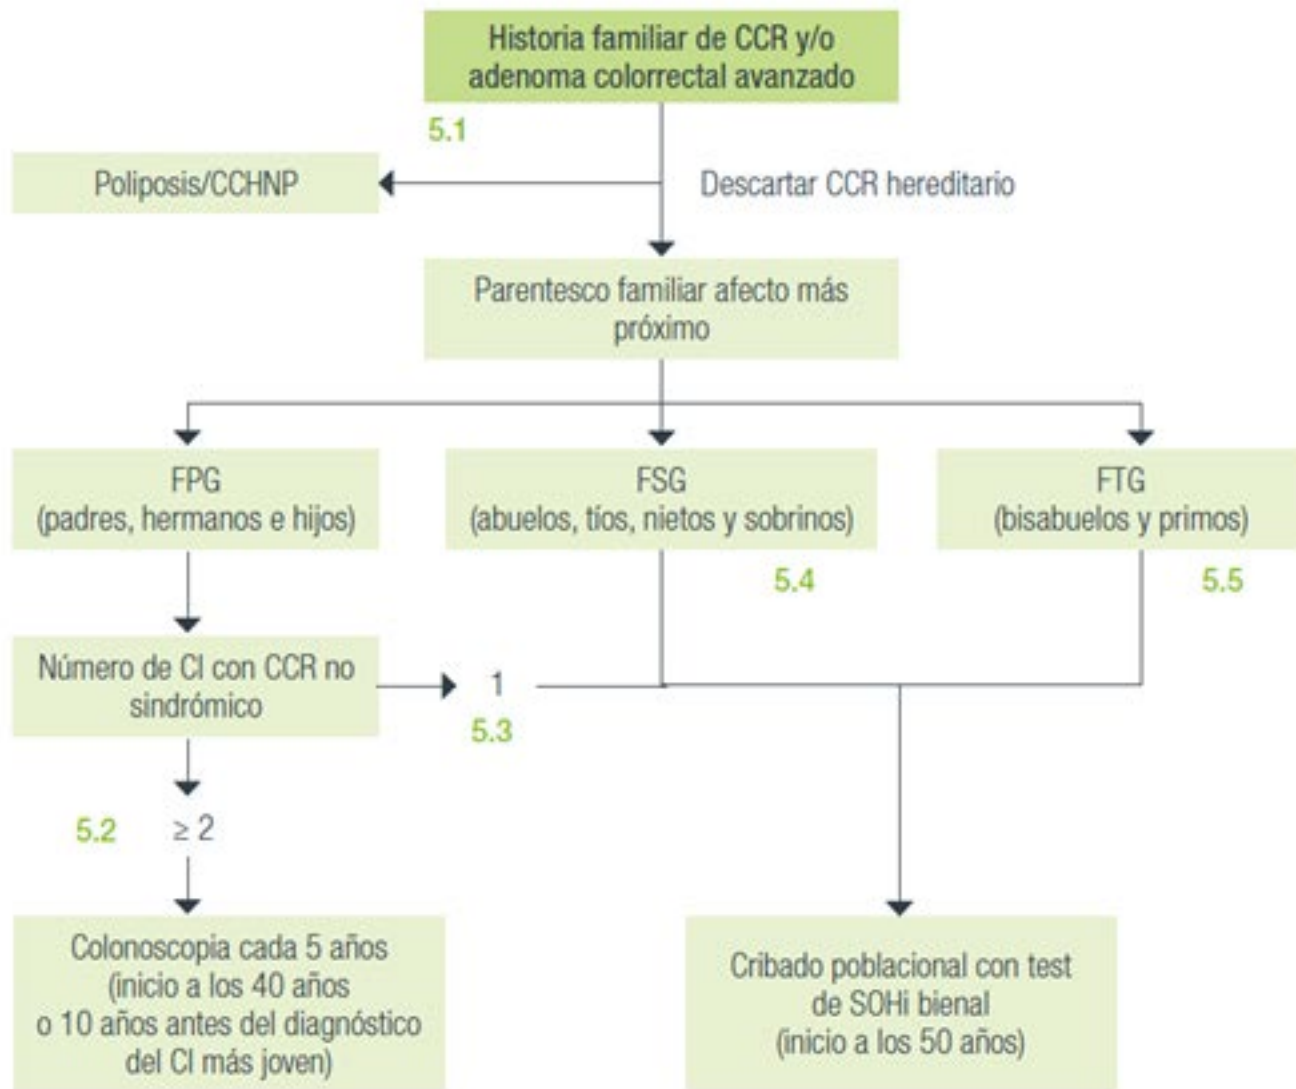 Historia familiar de CCR y/o
adenoma colorrectal avanzado
5.1
Poliposis/CCHNP
Descartar CCR hereditario
Parentesco familiar afecto más
próximo
FPG
(padres, hermanos e hijos)
FSG
(abuelos, tíos, nietos y sobrinos)
FTG
(bisabuelos y primos)
5.4
5.5
Número de CI con CCR no
sindrómico
1
5.3
5.2
≥ 2
Colonoscopia cada 5 años
(inicio a los 40 años
o 10 años antes del diagnóstico
del CI más joven)
Cribado poblacional con test
de SOHi bienal
(inicio a los 50 años)